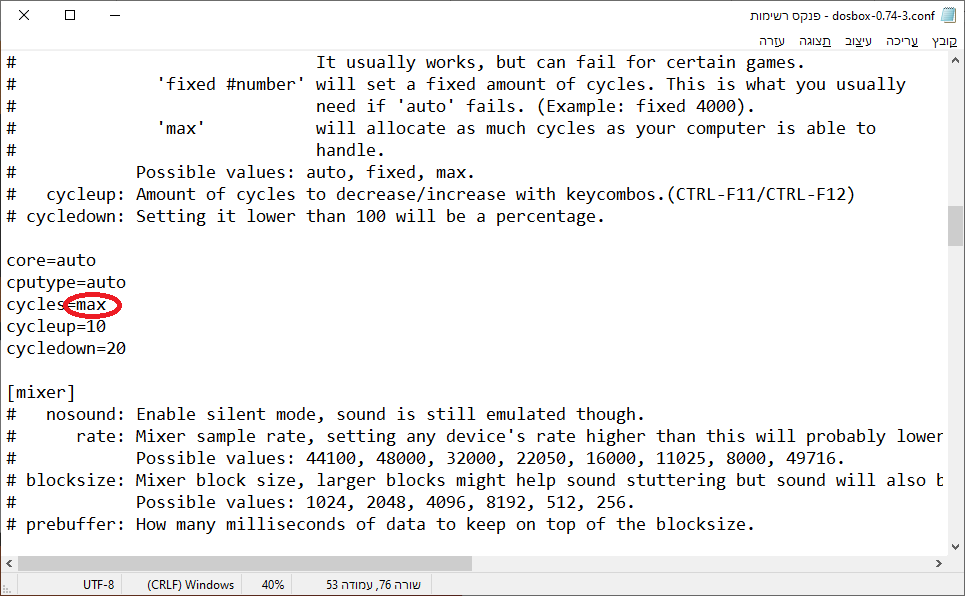 dosbox-0.74-3.conf - פנקס רשימות
קובץ עריכה עיצוב תצוגה עזרה
# It usually works, but can fail for certain games.
# 'fixed #number' will set a fixed amount of cycles. This is what you usually
# need if 'auto' fails. (Example: fixed 4000).
# 'max' will allocate as much cycles as your computer is able to
# handle.
# Possible values: auto, fixed, max.
# cycleup: Amount of cycles to decrease/increase with keycombos.(CTRL-F11/CTRL-F12)
# cycledown: Setting it lower than 100 will be a percentage.
core=auto
cputype=auto
cycles=max
cycleup=10
cycledown=20
[mixer]
# nosound: Enable silent mode, sound is still emulated though.
# rate: Mixer sample rate, setting any device's rate higher than this will probably lower
# Possible values: 44100, 48000, 32000, 22050, 16000, 11025, 8000, 49716.
# blocksize: Mixer block size, larger blocks might help sound stuttering but sound will also b
# Possible values: 1024, 2048, 4096, 8192, 512, 256.
# prebuffer: How many milliseconds of data to keep on top of the blocksize.
שורה 76, עמודה 53 40% Windows (CRLF) UTF-8